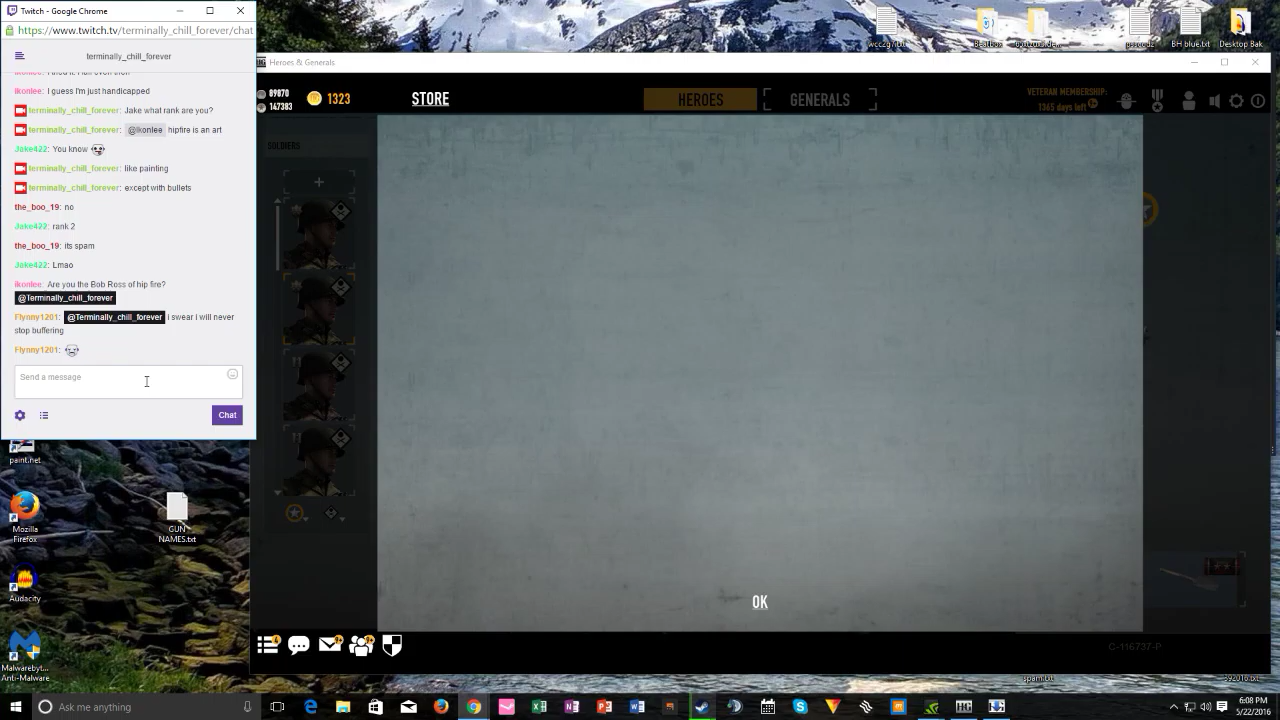 Twitch - Google Chrome
https://www.twitch.tv/terminally_chill_forever/chat
terminally_chill_forever
ikonlee: I guess I'm just handicapped
terminally_chill_forever: Jake what rank are you?
terminally_chill_forever: @Ikonlee hipfire is an art
Jake422: You know
terminally_chill_forever: like painting
terminally_chill_forever: except with bullets
the_boo_19: no
Jake422: rank 2
the_boo_19: its spam
Jake422: Lmao
ikonlee: Are you the Bob Ross of hip fire?
@Terminally_chill_forever
Flynny1201: @Terminally_chill_forever i swear i will never
stop buffering
Flynny1201:
Send a message
Chat
Heroes & Generals
89870
147383
1323
STORE
HEROES
GENERALS
VETERAN MEMBERSHIP:
1365 days left
SOLDIERS
OK
C-116737-P
BH blue.txt
Desktop Bak
paint.net
Mozilla
Firefox
GUN
NAMES.txt
Audacity
Malwareby...
Anti-Malware
Ask me anything
6:08 PM
5/22/2016